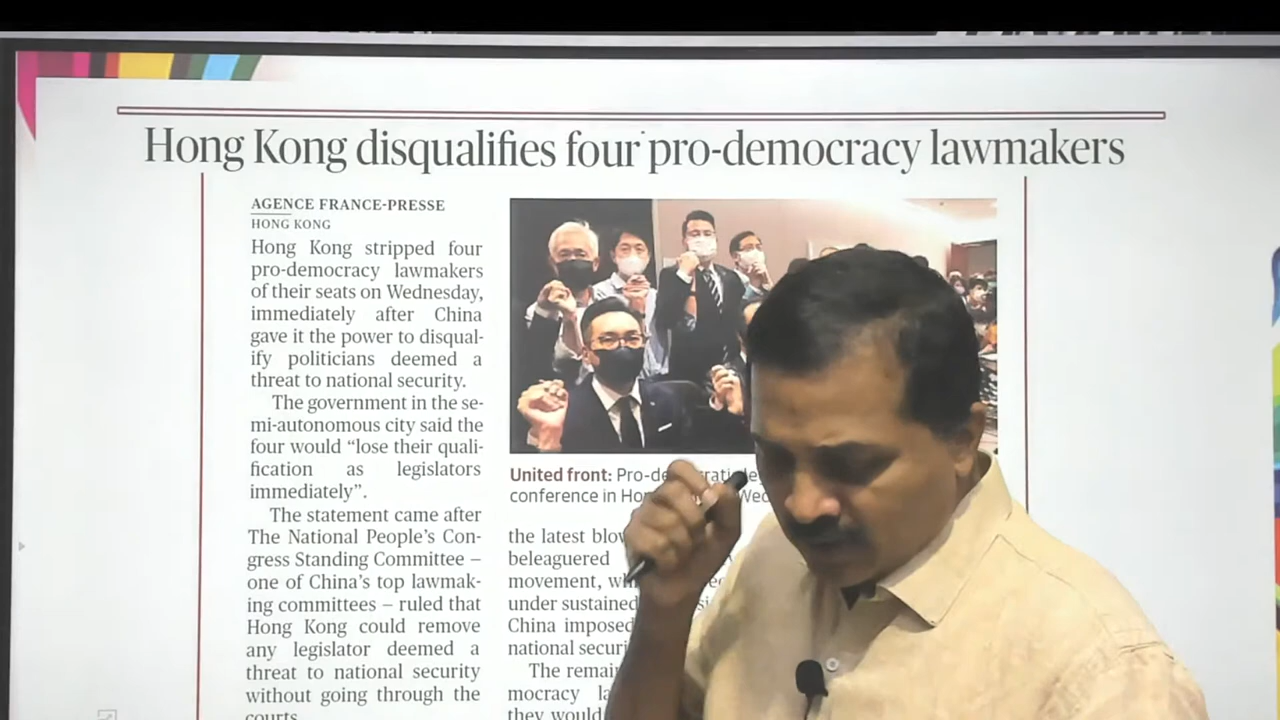 Hong Kong disqualifies four pro-democracy lawmakers
AGENCE FRANCE-PRESSE
HONG KONG
Hong Kong stripped four
pro-democracy lawmakers
of their seats on Wednesday,
immediately after China
gave it the power to disqual-
ify politicians deemed a
threat to national security.
The government in the se-
mi-autonomous city said the
four would “lose their quali-
fication as legislators
immediately”.
The statement came after
The National People’s Con-
gress Standing Committee –
one of China’s top lawmak-
ing committees – ruled that
Hong Kong could remove
any legislator deemed a
threat to national security
without going through the
courts.
United front:
conference in
the latest
beleaguered
movement,
under sustained
China imposed
national
The
they would